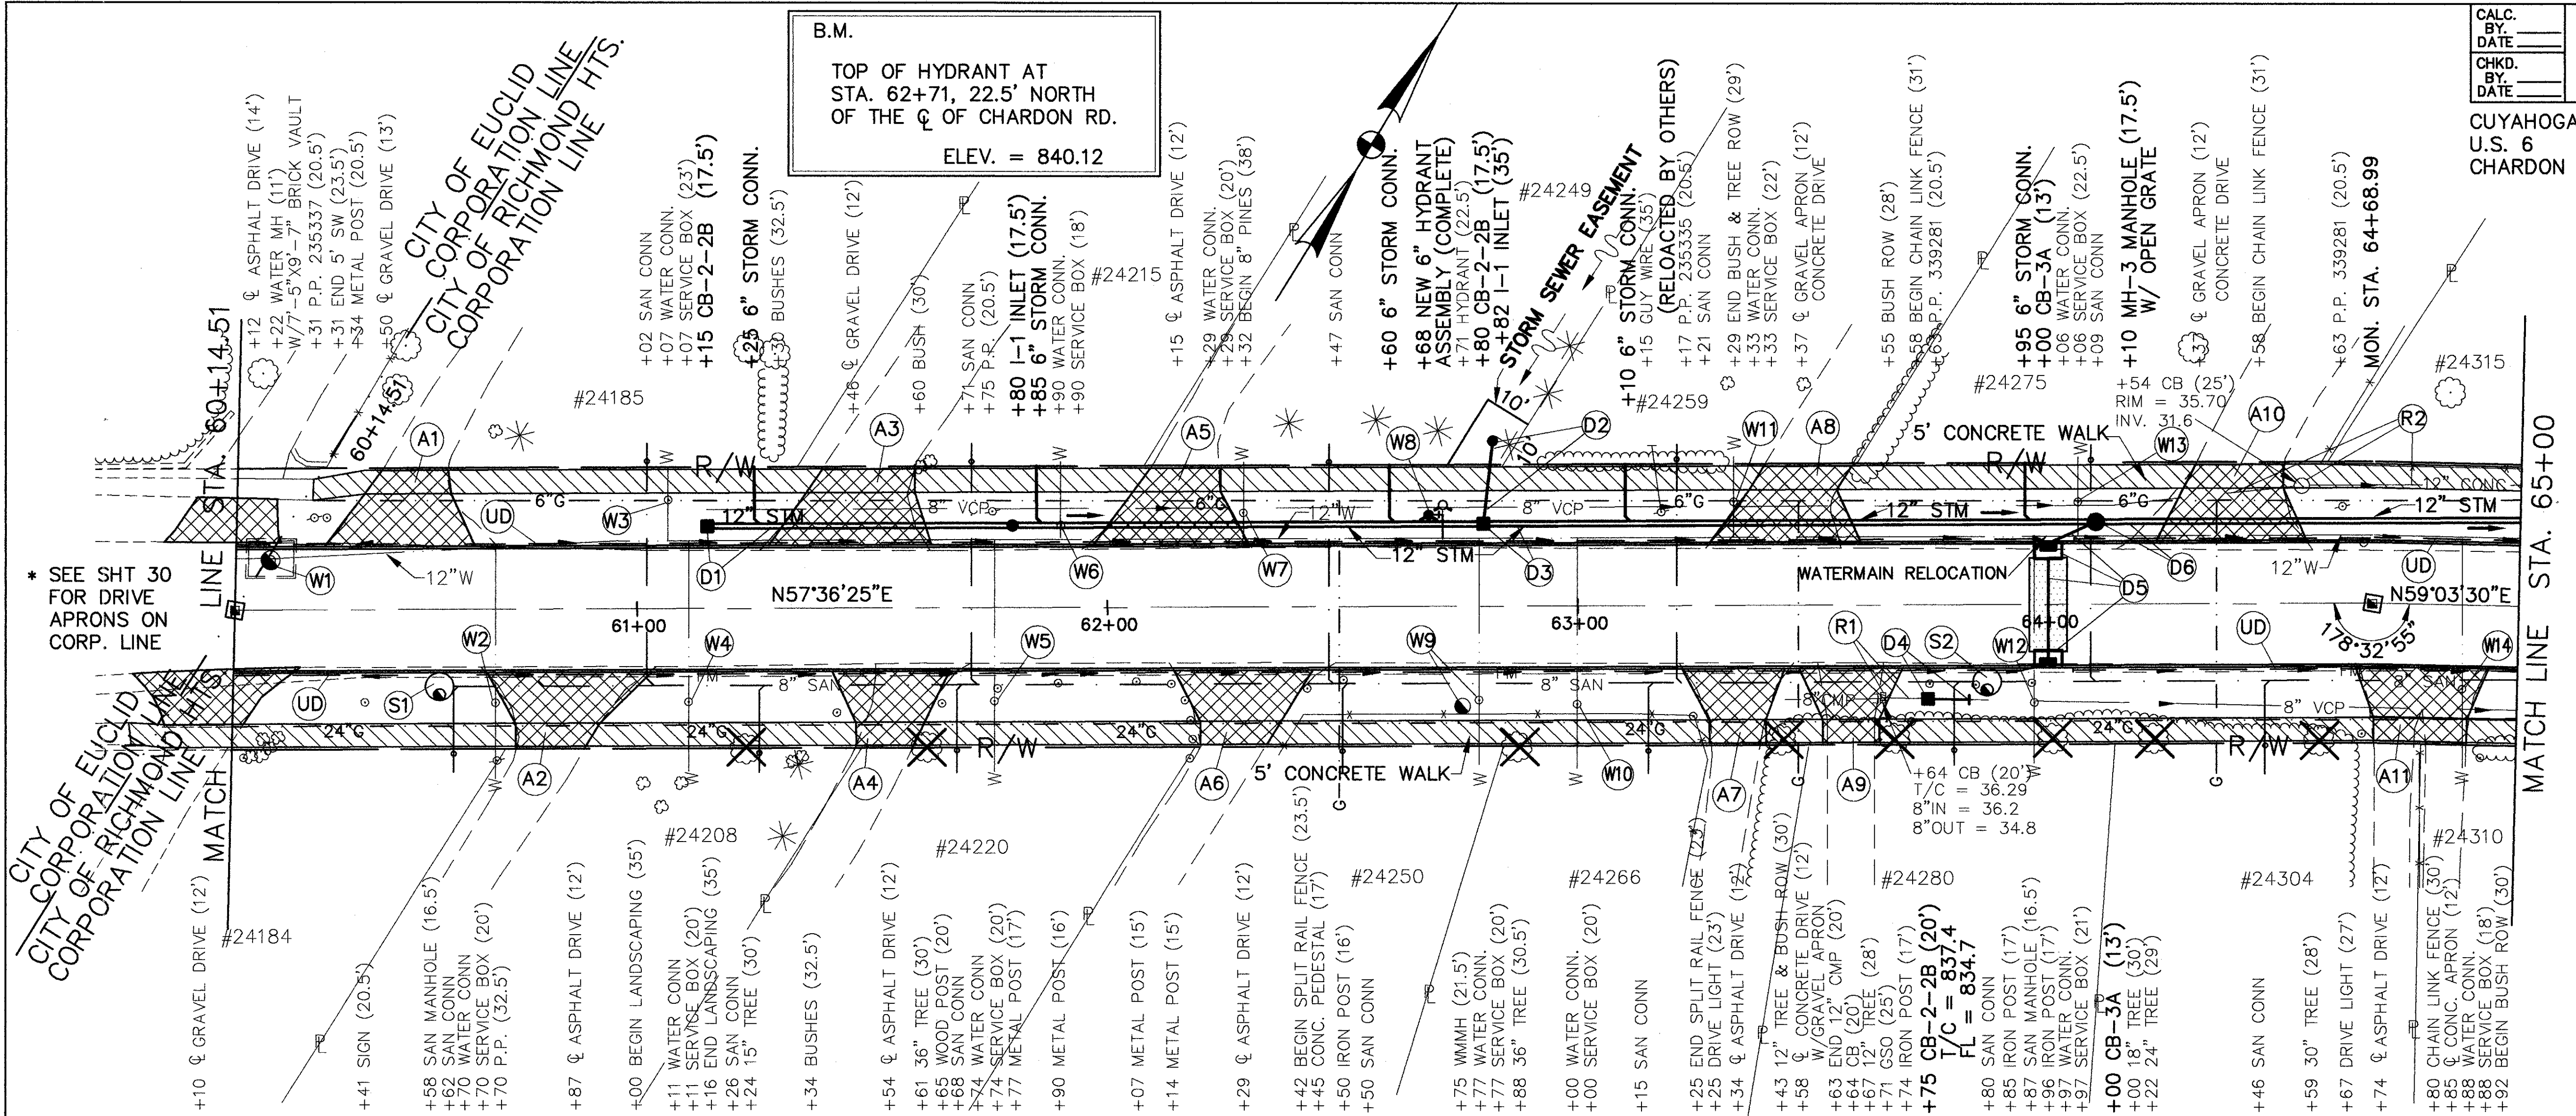 B.M.
TOP OF HYDRANT AT
STA. 62+71, 22.5' NORTH
OF THE ℄ OF CHARDON RD.
ELEV. = 840.12
CALC.
BY.
DATE
CHKD.
BY.
DATE
CUYAHOGA
U.S. 6
CHARDON
CITY OF EUCLID
CORPORATION LINE
CITY OF RICHMOND HTS.
CORPORATION LINE
+12 ℄ ASPHALT DRIVE (14')
+22 WATER MH (11')
W/7'-5"X9'-7" BRICK VAULT
+31 P.P. 235337 (20.5')
+31 END 5' SW (23.5')
+34 METAL POST (20.5')
+50 ℄ GRAVEL DRIVE (13')
+02 SAN CONN
+07 WATER CONN.
+07 SERVICE BOX (23')
+15 CB-2-2B (17.5')
+25 6" STORM CONN.
+30 BUSHES (32.5')
+46 ℄ GRAVEL DRIVE (12')
+60 BUSH (30')
+71 SAN CONN
+75 P.P. (20.5')
+80 I-1 INLET (17.5')
+85 6" STORM CONN.
+90 WATER CONN.
+90 SERVICE BOX (18')
+15 ℄ ASPHALT DRIVE (12')
+29 WATER CONN.
+29 SERVICE BOX (20')
+32 BEGIN 8" PINES (38')
+47 SAN CONN
+60 6" STORM CONN.
+68 NEW 6" HYDRANT
ASSEMBLY (COMPLETE)
+71 HYDRANT (22.5')
+80 CB-2-2B (17.5')
+82 I-1 INLET (35')
STORM SEWER EASEMENT
+10 6" STORM CONN.
+15 GUY WIRE (35')
(RELOACTED BY OTHERS)
+17 P.P. 235335 (20.5')
+21 SAN CONN
+29 END BUSH & TREE ROW (29')
+33 WATER CONN.
+33 SERVICE BOX (22')
+37 ℄ GRAVEL APRON (12')
CONCRETE DRIVE
+55 BUSH ROW (28')
+58 BEGIN CHAIN LINK FENCE (31')
+63 P.P. 339281 (20.5')
+95 6" STORM CONN.
+00 CB-3A (13')
+06 WATER CONN.
+06 SERVICE BOX (22.5')
+09 SAN CONN
+10 MH-3 MANHOLE (17.5')
W/ OPEN GRATE
+37 ℄ GRAVEL APRON (12')
CONCRETE DRIVE
+58 BEGIN CHAIN LINK FENCE (31')
+63 P.P. 339281 (20.5')
MON. STA. 64+68.99
#24185
#24215
#24249
#24259
#24275
#24315
+54 CB (25')
RIM = 35.70
INV. 31.6
5' CONCRETE WALK
60+14.51
10'
10'
A1
A3
A5
W8
D2
W11
A8
W13
A10
R2
R/W
R/W
6"G
6"G
6"G
6"G
8" VCP
8" VCP
12" CONC
UD
W3
12" STM
12"W
12" STM
12" STM
W1
12"W
D1
W6
W7
12" STM
D3
D6
12"W
UD
* SEE SHT 30
FOR DRIVE
APRONS ON
CORP. LINE
MATCH LINE STA. 60+14.51
MATCH LINE STA. 65+00
N57°36'25"E
WATERMAIN RELOCATION
D5
N59°03'30"E
178°32'55"
61+00
62+00
63+00
64+00
W2
W4
W5
W9
R1
D4
S2
W12
UD
W14
UD
S1
8" SAN
8" SAN
8" SAN
8"CMP
8" VCP
24"G
24"G
24"G
24"G
24"G
R/W
R/W
A2
A4
A6
5' CONCRETE WALK
W10
A7
A9
A11
+64 CB (20')
T/C = 36.29
8"IN = 36.2
8"OUT = 34.8
CITY OF EUCLID
CORPORATION LINE
CITY OF RICHMOND HTS.
CORPORATION LINE
#24184
#24208
#24220
#24250
#24266
#24280
#24304
#24310
+10 ℄ GRAVEL DRIVE (12')
+41 SIGN (20.5')
+58 SAN MANHOLE (16.5')
+62 SAN CONN
+70 WATER CONN
+70 SERVICE BOX (20')
+70 P.P. (32.5')
+87 ℄ ASPHALT DRIVE (12')
+00 BEGIN LANDSCAPING (35')
+11 WATER CONN
+11 SERVICE BOX (20')
+16 END LANDSCAPING (35')
+26 SAN CONN
+24 15" TREE (30')
+34 BUSHES (32.5')
+54 ℄ ASPHALT DRIVE (12')
+61 36" TREE (30')
+65 WOOD POST (20')
+68 SAN CONN
+74 WATER CONN
+74 SERVICE BOX (20')
+77 METAL POST (17')
+90 METAL POST (16')
+07 METAL POST (15')
+14 METAL POST (15')
+29 ℄ ASPHALT DRIVE (12')
+42 BEGIN SPLIT RAIL FENCE (23.5')
+45 CONC. PEDESTAL (17')
+50 IRON POST (16')
+50 SAN CONN
+75 WMMH (21.5')
+77 WATER CONN.
+77 SERVICE BOX (20')
+88 36" TREE (30.5')
+00 WATER CONN.
+00 SERVICE BOX (20')
+15 SAN CONN
+25 END SPLIT RAIL FENCE (23')
+25 DRIVE LIGHT (23')
+34 ℄ ASPHALT DRIVE (12')
+43 12" TREE & BUSH ROW (30')
+58 ℄ CONCRETE DRIVE (12')
W/GRAVEL APRON
+63 END 12" CMP (20')
+64 CB (20')
+67 12" TREE (28')
+71 GSO (25')
+74 IRON POST (17')
+75 CB-2-2B (20')
T/C = 837.4
FL = 834.7
+80 SAN CONN
+85 IRON POST (17')
+87 SAN MANHOLE (16.5')
+96 IRON POST (17')
+97 WATER CONN.
+97 SERVICE BOX (21')
+00 CB-3A (13')
+00 18" TREE (30')
+22 24" TREE (29')
+46 SAN CONN
+59 30" TREE (28')
+67 DRIVE LIGHT (27')
+74 ℄ ASPHALT DRIVE (12')
+80 CHAIN LINK FENCE (30')
+85 ℄ CONC. APRON (12')
+88 WATER CONN.
+88 SERVICE BOX (18')
+92 BEGIN BUSH ROW (30')